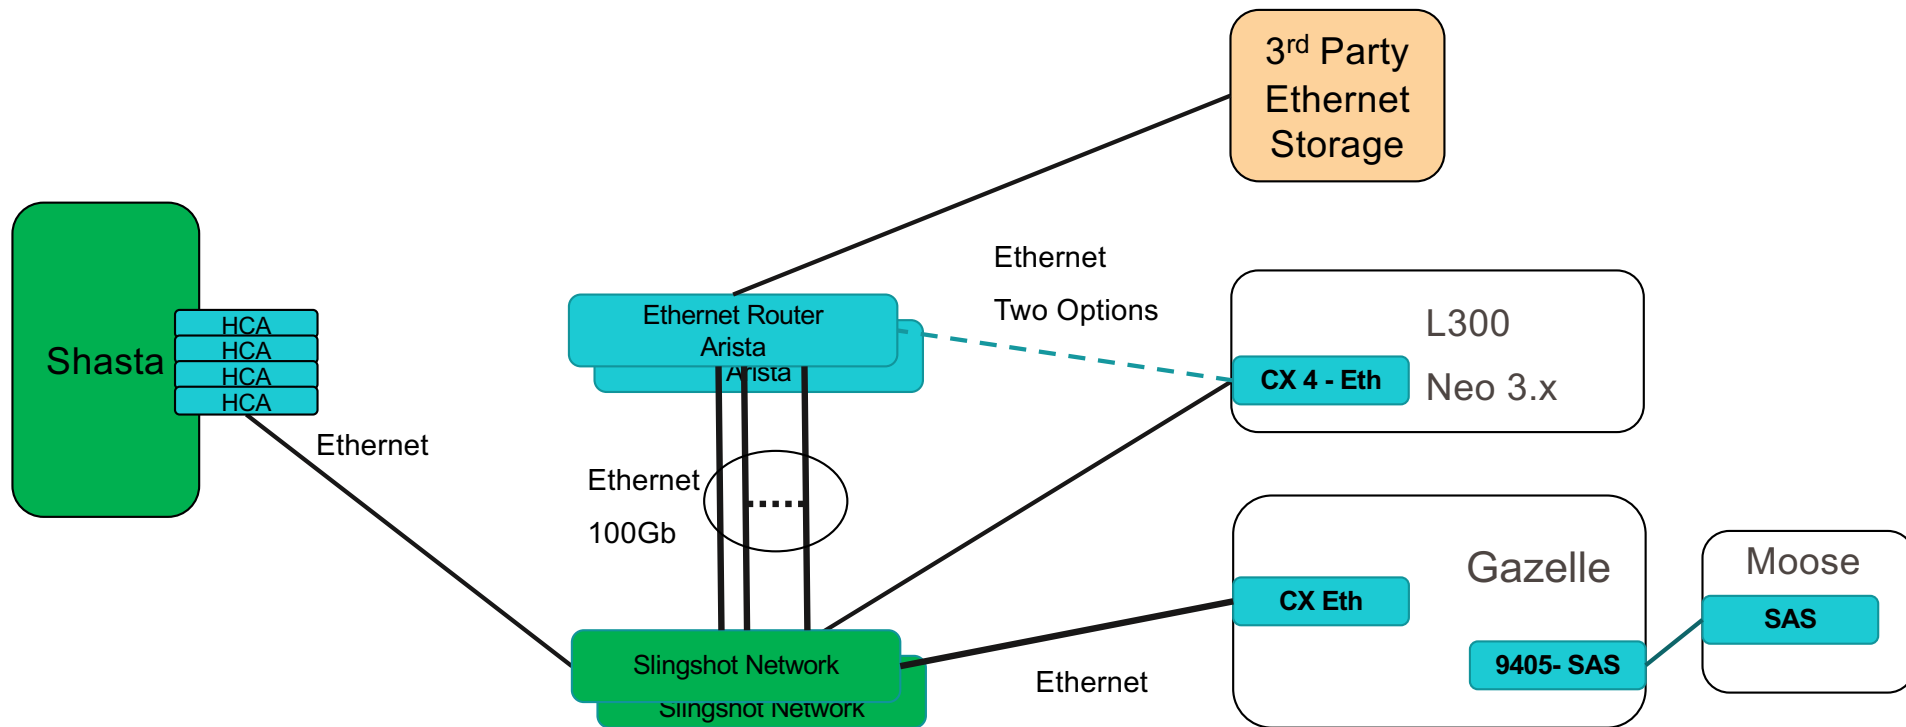 3rd Party
Ethernet
Storage
Shasta
HCA
HCA
HCA
HCA
Ethernet
Ethernet Router
Arista
Arista
Ethernet
Two Options
L300
CX 4 - Eth
Neo 3.x
Ethernet
100Gb
Gazelle
CX Eth
9405- SAS
Moose
SAS
Slingshot Network
Slingshot Network
Ethernet